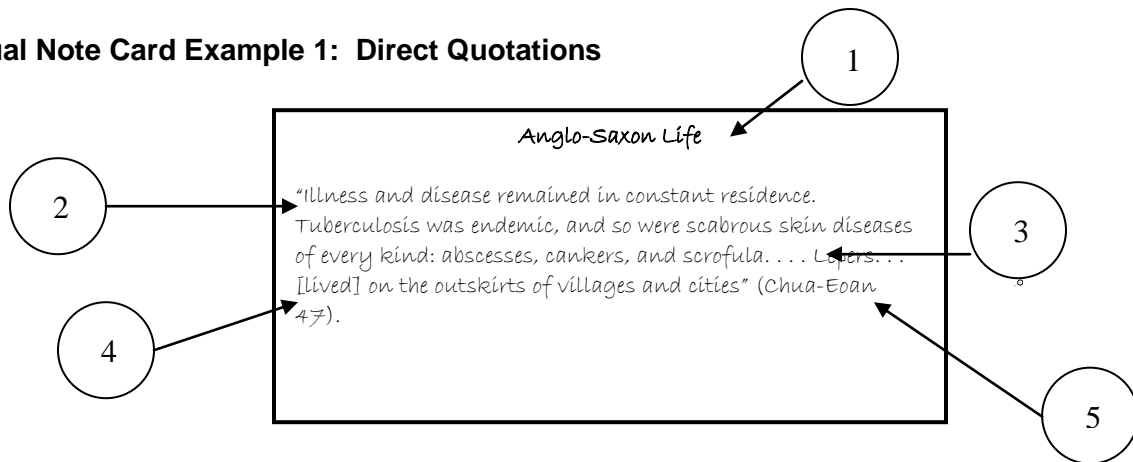 ual Note Card Example 1: Direct Quotations
1
Anglo-Saxon Life
2
“Illness and disease remained in constant residence.
Tuberculosis was endemic, and so were scabrous skin diseases
3
of every kind: abscesses, cankers, and scrofula. . . . Lepers. . .
[lived] on the outskirts of villages and cities” (Chua-Eoan
47).
4
5